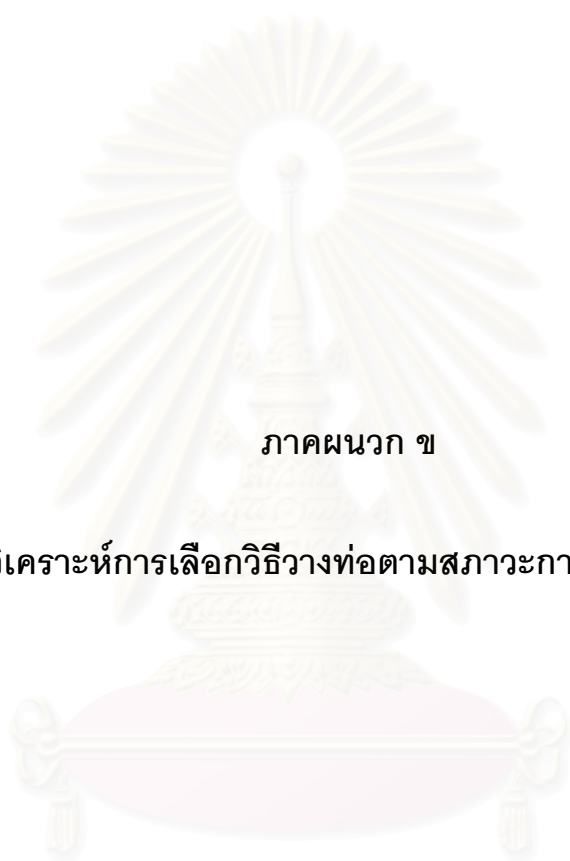 ภาคผนวก ข
วิเคราะห์การเลือกวิธีวางท่อตามสภาวะกา